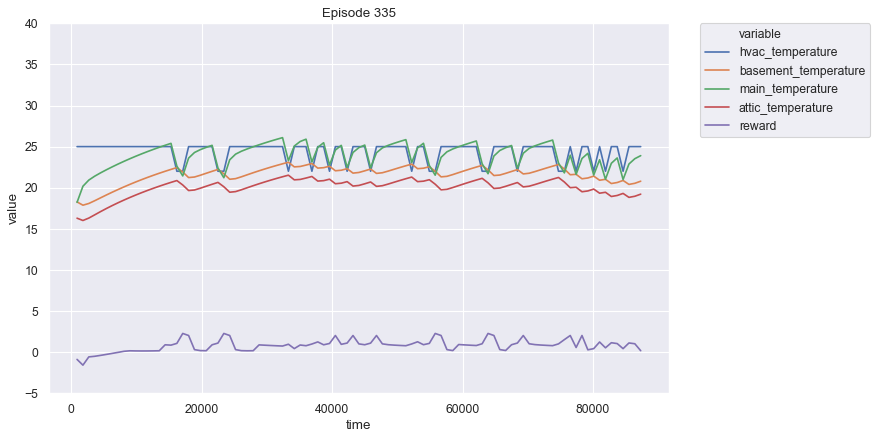 Episode 335
variable
hvac_temperature
basement_temperature
main_temperature
attic_temperature
reward
value
40
35
30
25
20
15
10
5
0
−5
0 20000 40000 60000 80000
time